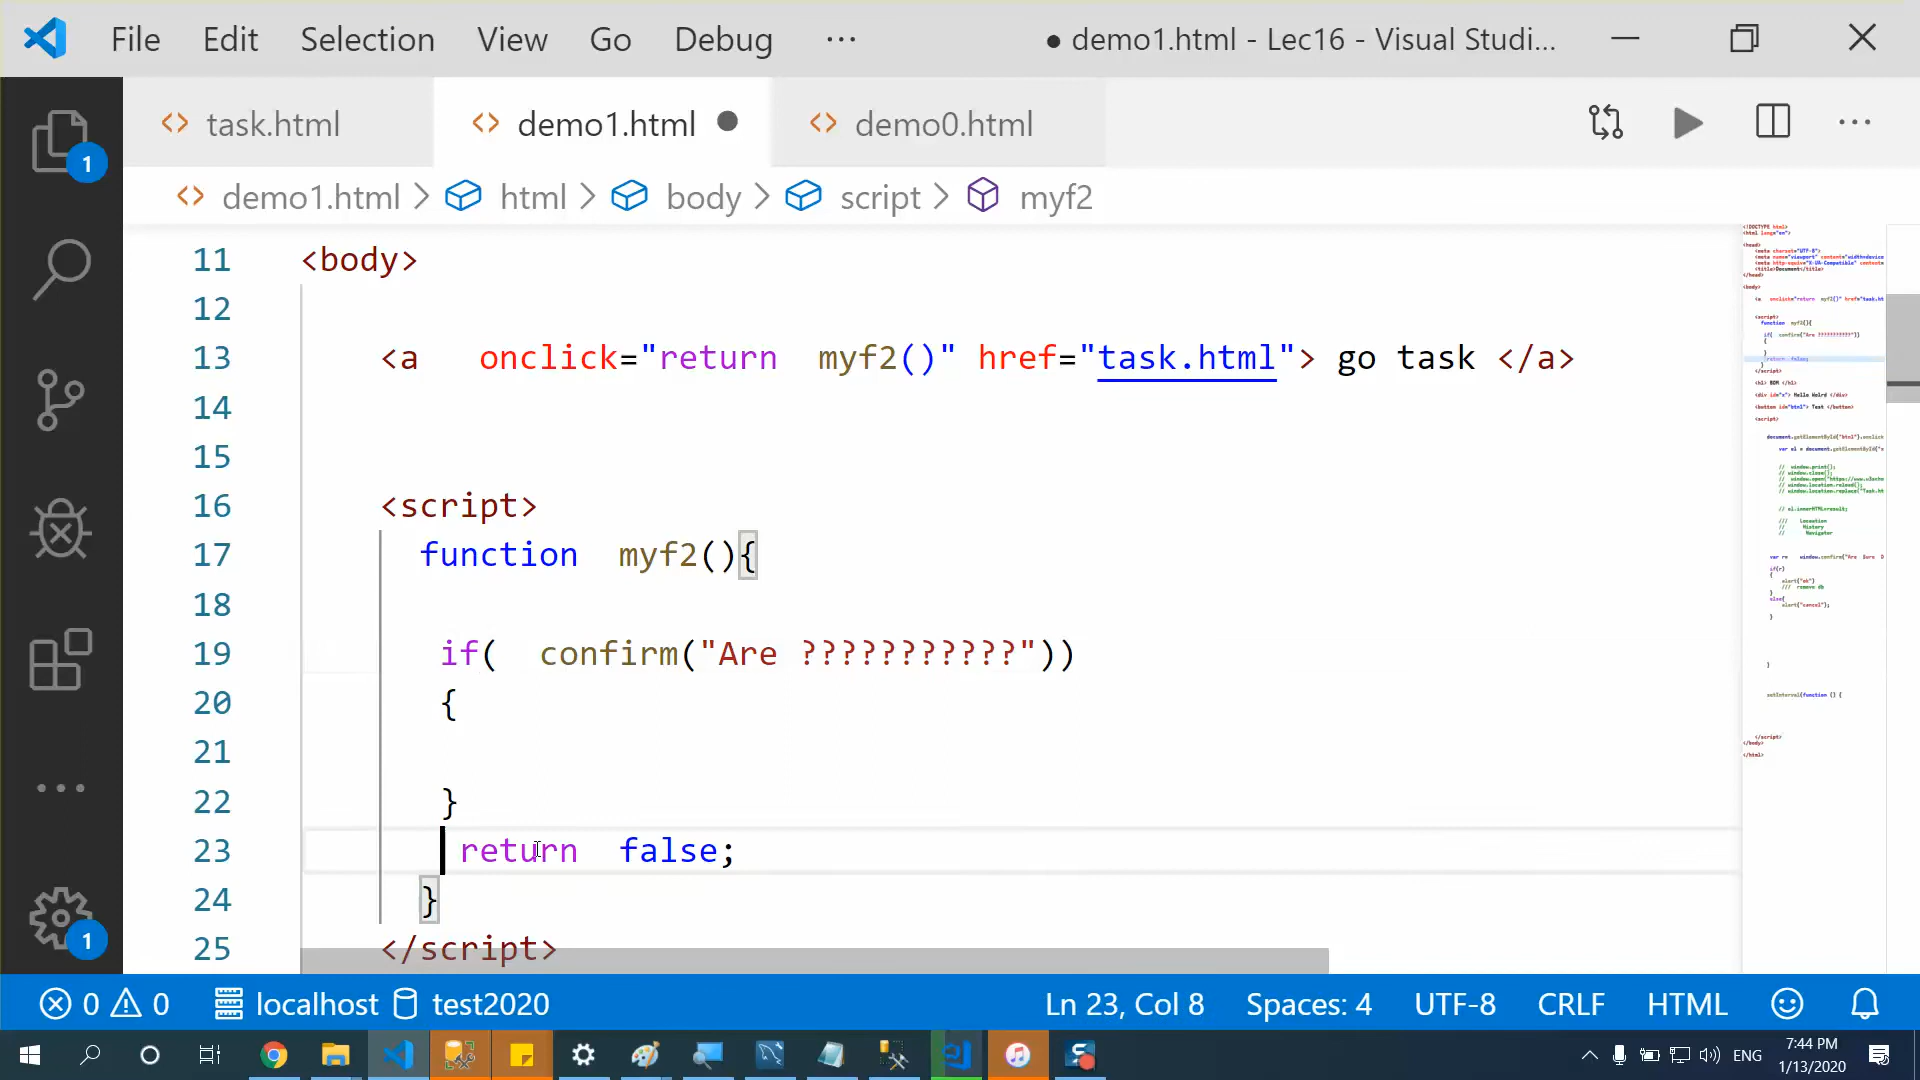 File Edit Selection View Go Debug ... ● demo1.html - Lec16 - Visual Studi...
task.html demo1.html demo0.html
demo1.html > html > body > script > myf2
11 <body>
12
13 <a onclick="return myf2()" href="task.html"> go task </a>
14
15
16 <script>
17 function myf2(){
18
19 if( confirm("Are ???????????"))
20 {
21
22 }
23 return false;
24 }
25 </script>
1
1
0 0 localhost test2020 Ln 23, Col 8 Spaces: 4 UTF-8 CRLF HTML
ENG 7:44 PM
1/13/2020